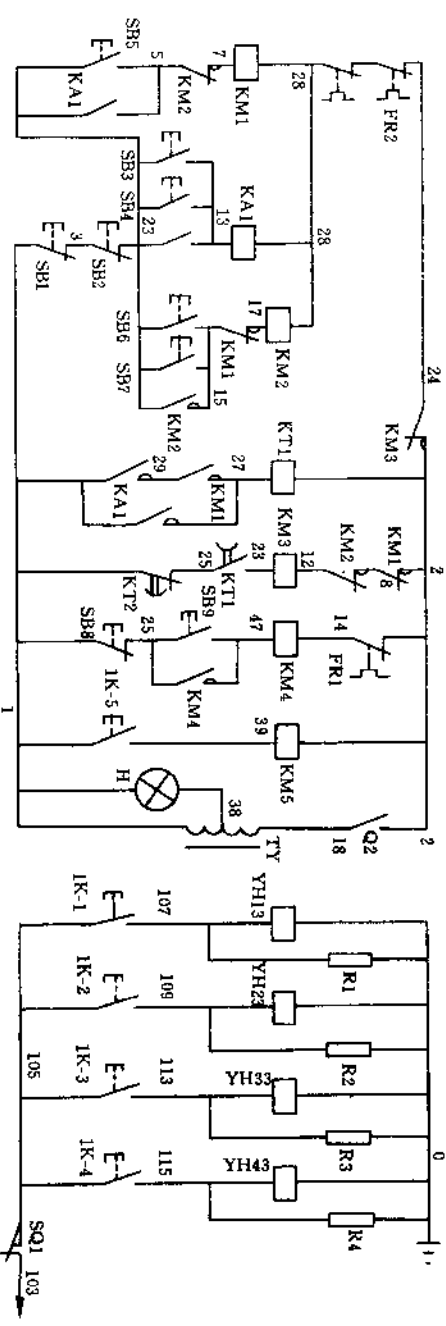 SB5
KA1
5
KM2
7
KM1
28
FR2
SB3
SB4
13
23
KA1
28
3
SB2
SB1
SB6
SB7
KM1
17
KM2
15
KM2
24
KM3
KT1
27
29
KM1
KA1
KM3
23
25
KT1
KT2
12
KM2
KM1
8
2
SB9
25
SB8
47
KM4
KM4
14
FR1
1K-5
39
KM5
H
38
TY
18
Q2
2
1
1K-1
107
YH13
R1
1K-2
109
YH23
R2
105
1K-3
113
YH33
R3
1K-4
115
YH43
R4
0
SQ1
103